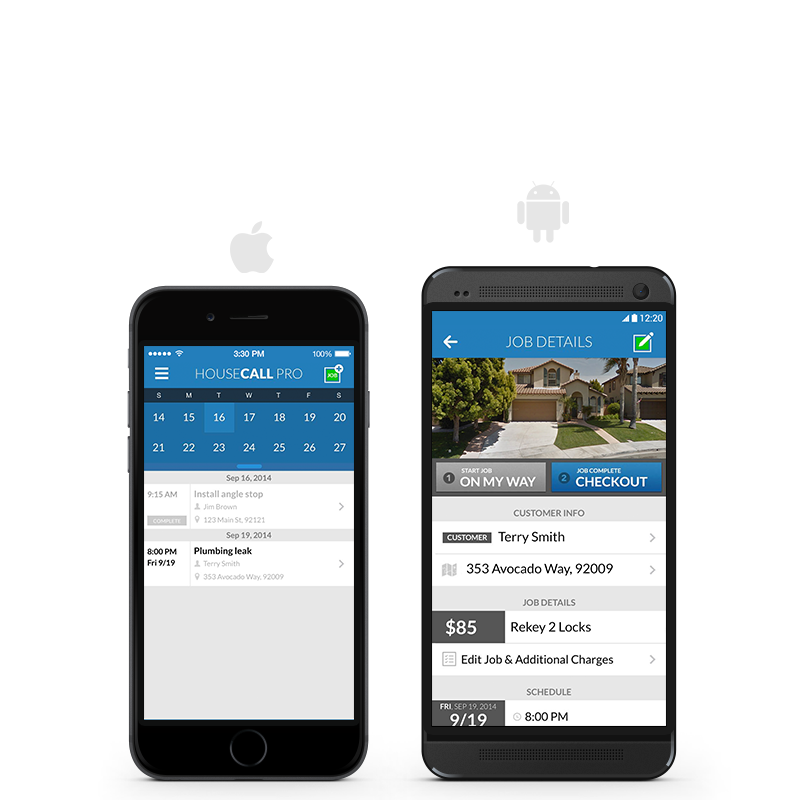 3:30 PM
100%
HOUSECALL PRO
JOB
S M T W T F S
14 15 16 17 18 19 20
21 22 23 24 25 26 27
Sep 16, 2014
9:15 AM
Install angle stop
Jim Brown
COMPLETE
123 Main St, 92121
Sep 19, 2014
8:00 PM
Fri 9/19
Plumbing leak
Terry Smith
353 Avocado Way, 92009
12:20
JOB DETAILS
1 START JOB
ON MY WAY
2 JOB COMPLETE
CHECKOUT
CUSTOMER INFO
CUSTOMER Terry Smith
353 Avocado Way, 92009
JOB DETAILS
$85 Rekey 2 Locks
Edit Job & Additional Charges
SCHEDULE
FRI, SEP 19, 2014
9/19 8:00 PM